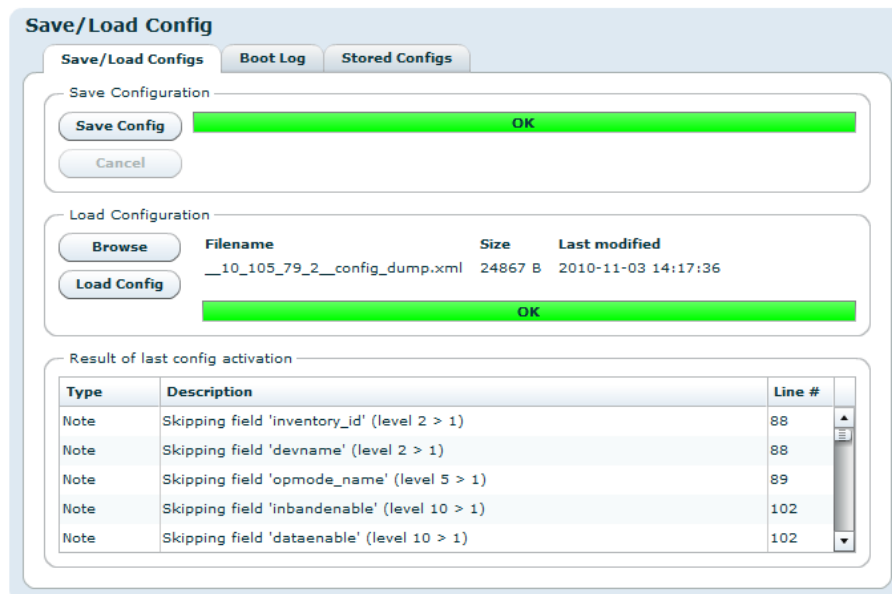 Save/Load Config
Save/Load Configs Boot Log Stored Configs
Save Configuration
Save Config OK
Cancel
Load Configuration
Browse Filename Size Last modified
__10_105_79_2__config_dump.xml 24867 B 2010-11-03 14:17:36
Load Config
OK
Result of last config activation
Type Description Line #
Note Skipping field 'inventory_id' (level 2 > 1) 88
Note Skipping field 'devname' (level 2 > 1) 88
Note Skipping field 'opmode_name' (level 5 > 1) 89
Note Skipping field 'inbandenable' (level 10 > 1) 102
Note Skipping field 'dataenable' (level 10 > 1) 102